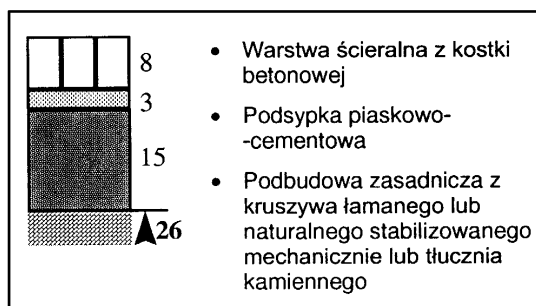 8
3
15
26
• Warstwa ścieralna z kostki
betonowej
• Podsypka piaskowo-
-cementowa
• Podbudowa zasadnicza z
kruszywa łamanego lub
naturalnego stabilizowanego
mechanicznie lub tłucznia
kamiennego